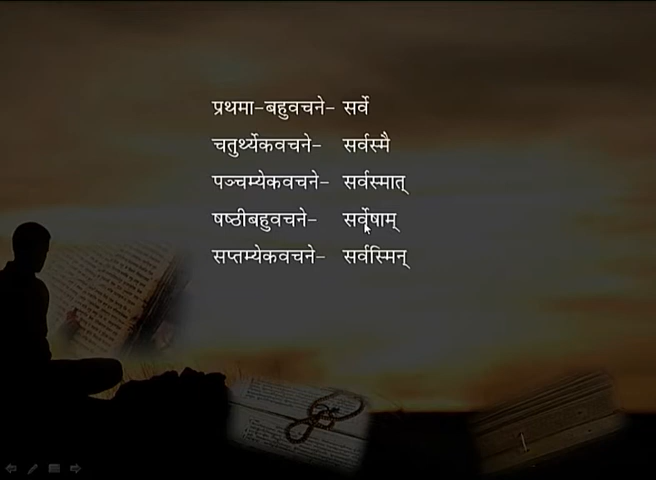 प्रथमा-बहुवचने- सर्वे
चतुर्थ्येकवचने- सर्वस्मै
पञ्चम्येकवचने- सर्वस्मात्
षष्ठीबहुवचने- सर्वेषाम्
सप्तम्येकवचने- सर्वस्मिन्